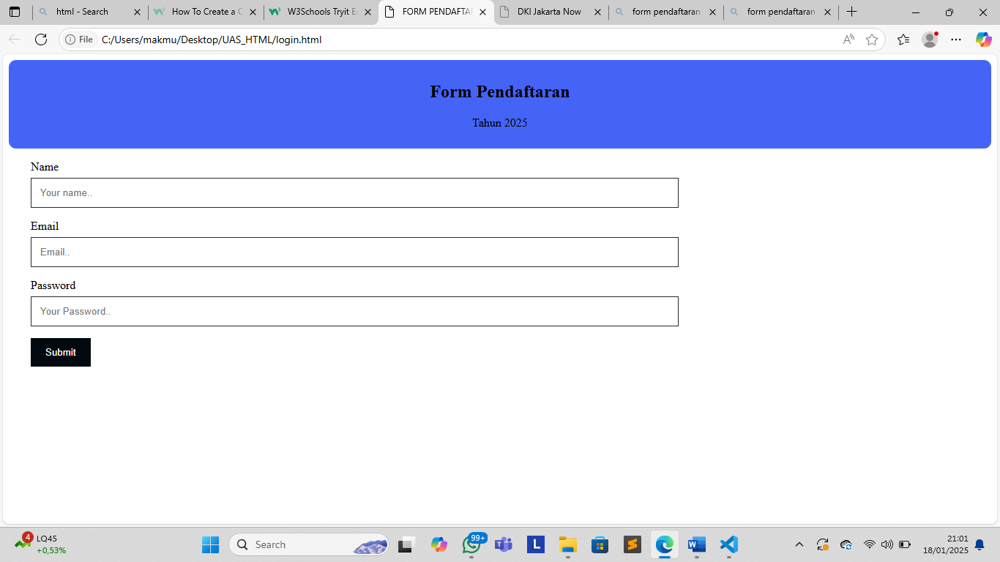 html - Search
How To Create a C
W3Schools Tryit Ed
FORM PENDAFTAR
DKI Jakarta Now
form pendaftaran
form pendaftaran
File
C:/Users/makmu/Desktop/UAS_HTML/login.html
Form Pendaftaran
Tahun 2025
Name
Your name..
Email
Email..
Password
Your Password..
Submit
4
LQ45
+0,53%
Search
99+
21:01
18/01/2025